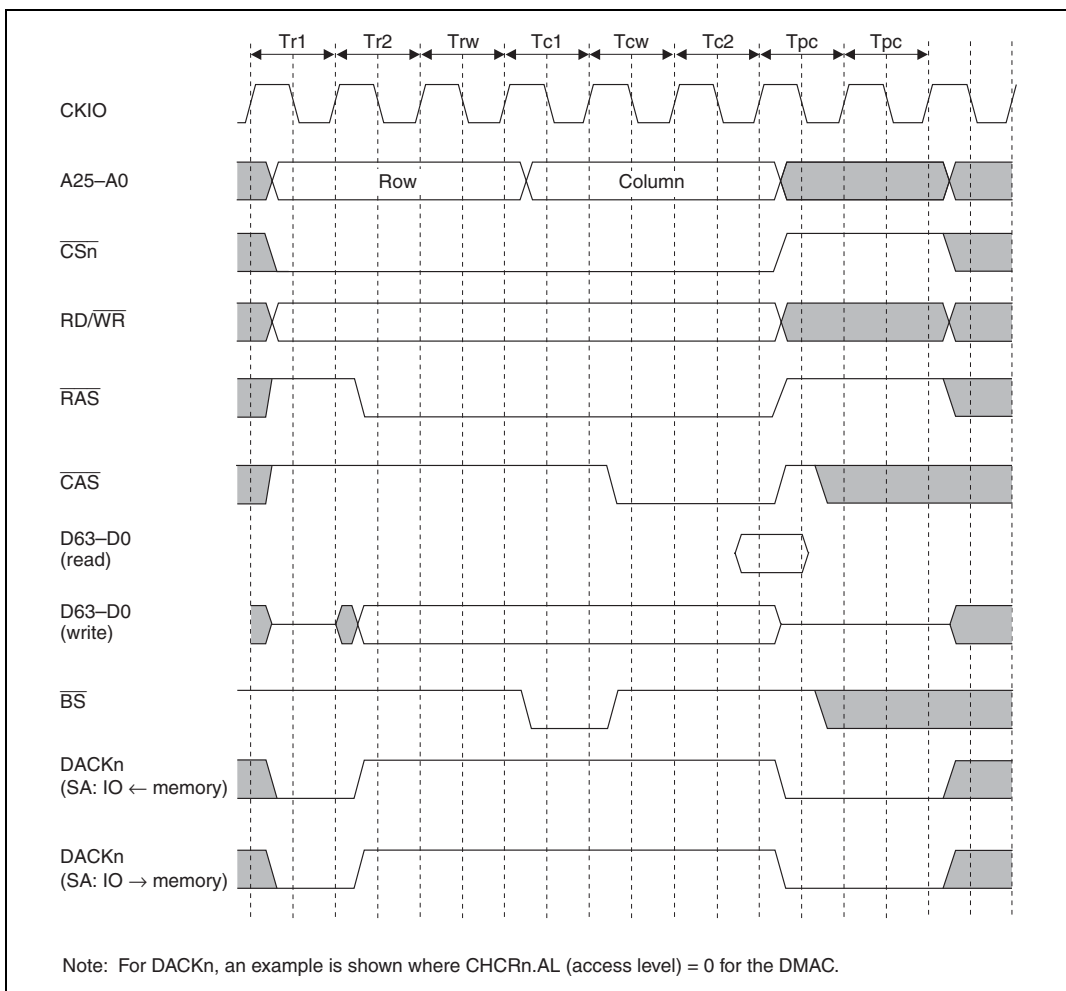 Tr1 Tr2 Trw Tc1 Tcw Tc2 Tpc Tpc
CKIO
A25–A0 Row Column
CSn
RD/WR
RAS
CAS
D63–D0
(read)
D63–D0
(write)
BS
DACKn
(SA: IO ← memory)
DACKn
(SA: IO → memory)
Note: For DACKn, an example is shown where CHCRn.AL (access level) = 0 for the DMAC.